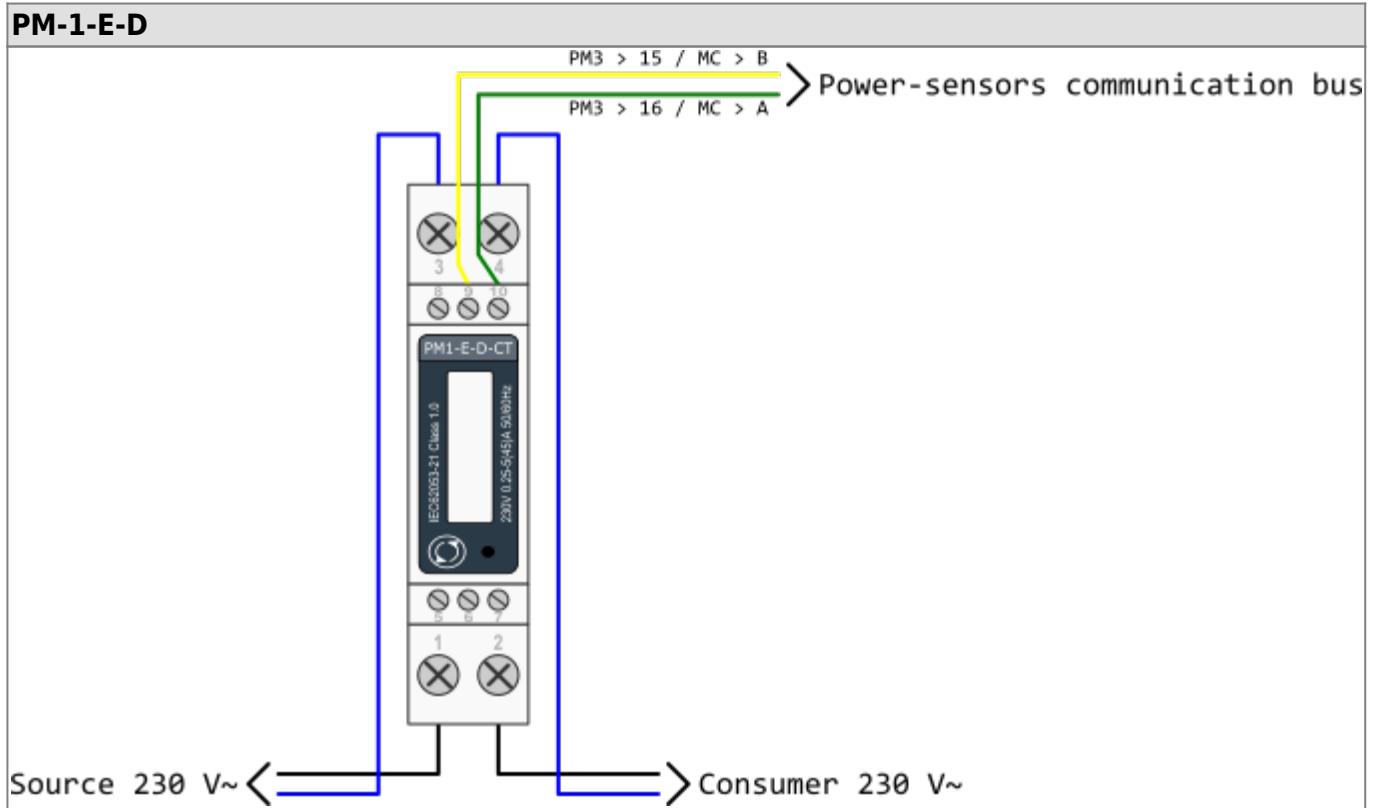 PM-1-E-D
PM3 > 15 / MC > B
Power-sensors communication bus
PM3 > 16 / MC > A
3 4
8 9 10
PM1-E-D-CT
IEC62053-21 Class 1.0
230V 0.25-5|45|A 50/60Hz
5 6 7
1 2
Source 230 V~
Consumer 230 V~